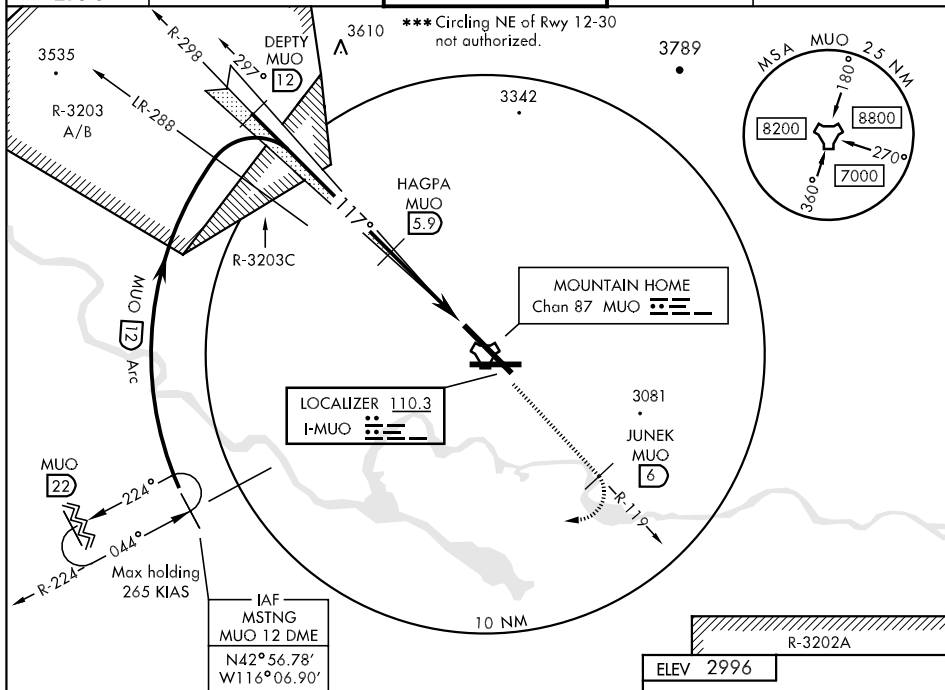 *** Circling NE of Rwy 12-30
not authorized.
3535
R-298
297°
DEPTY
MUO
12
3610
3789
MSA MUO 25 NM
180°
8200
8800
270°
7000
360°
R-3203
A/B
LR-288
3342
HAGPA
MUO
5.9
117°
R-3203C
MUO 12 Arc
MOUNTAIN HOME
Chan 87 MUO
LOCALIZER 110.3
I-MUO
3081
JUNEK
MUO
6
R-119
MUO
22
224°
044°
R-224
Max holding
265 KIAS
IAF
MSTNG
MUO 12 DME
N42°56.78'
W116°06.90'
10 NM
R-3202A
ELEV 2996